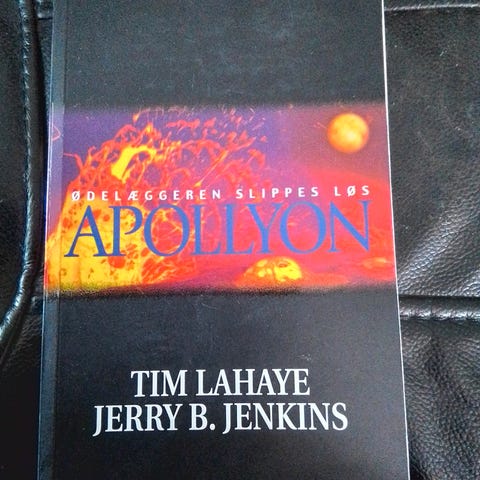 ØDELÆGGEREN SLIPPES LØS
APOLLYON
TIM LAHAYE
JERRY B. JENKINS